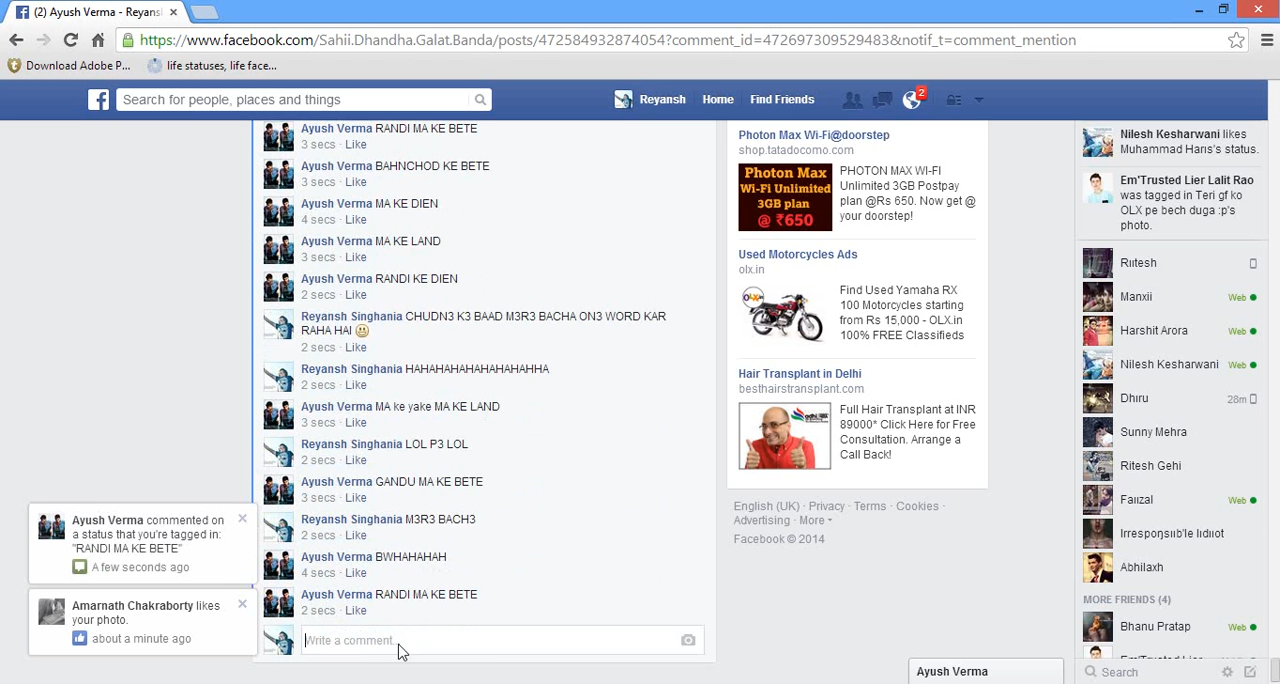 (2) Ayush Verma - Reyansh
https://www.facebook.com/Sahii.Dhandha.Galat.Banda/posts/472584932874054?comment_id=472697309529483&notif_t=comment_mention
Download Adobe P...
life statuses, life face...
Search for people, places and things
Reyansh
Home
Find Friends
2
Ayush Verma RANDI MA KE BETE
3 secs · Like
Ayush Verma BAHNCHOD KE BETE
3 secs · Like
Ayush Verma MA KE DIEN
4 secs · Like
Ayush Verma MA KE LAND
3 secs · Like
Ayush Verma RANDI KE DIEN
2 secs · Like
Reyansh Singhania CHUDN3 K3 BAAD M3R3 BACHA ON3 WORD KAR
RAHA HAI
2 secs · Like
Reyansh Singhania HAHAHAHAHAHAHAHAHHA
2 secs · Like
Ayush Verma MA ke yake MA KE LAND
3 secs · Like
Reyansh Singhania LOL P3 LOL
2 secs · Like
Ayush Verma GANDU MA KE BETE
3 secs · Like
Reyansh Singhania M3R3 BACH3
2 secs · Like
Ayush Verma BWHAHAHAH
4 secs · Like
Ayush Verma RANDI MA KE BETE
2 secs · Like
Write a comment...
Ayush Verma commented on
a status that you're tagged in:
"RANDI MA KE BETE"
A few seconds ago
Amarnath Chakraborty likes
your photo.
about a minute ago
Photon Max Wi-Fi@doorstep
shop.tatadocomo.com
Photon Max
Wi-Fi Unlimited
3GB plan
@ ₹650
PHOTON MAX WI-FI
Unlimited 3GB Postpay
plan @Rs 650. Now get @
your doorstep!
Used Motorcycles Ads
olx.in
Find Used Yamaha RX
100 Motorcycles starting
from Rs 15,000 - OLX.in
100% FREE Classifieds
Hair Transplant in Delhi
besthairstransplant.com
Full Hair Transplant at INR
89000* Click Here for Free
Consultation. Arrange a
Call Back!
English (UK) · Privacy · Terms · Cookies ·
Advertising · More
Facebook © 2014
Nilesh Kesharwani likes
Muhammad Harıs's status.
Em'Trusted Lier Lalit Rao
was tagged in Teri gf ko
OLX pe bech duga :p's
photo.
Riıtesh
Manxii
Web
Harshit Arora
Web
Nilesh Kesharwani
Web
Dhıru
28m
Sunny Mehra
Ritesh Gehi
Faıızal
Web
Irresponşııb'le Iıdıot
Abhilaxh
MORE FRIENDS (4)
Bhanu Pratap
Web
Em'Trusted Lier
Ayush Verma
Search